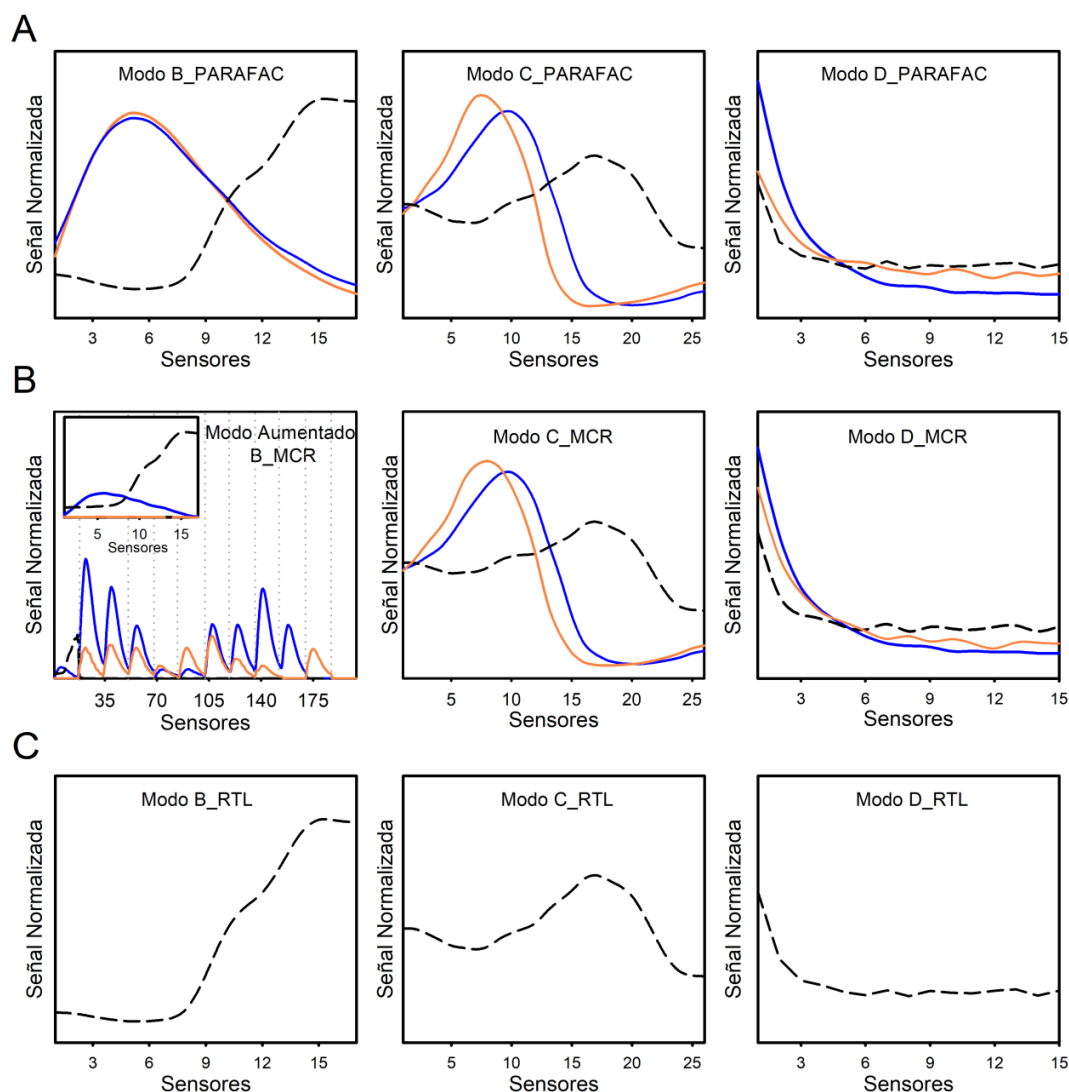 A
Modo B_PARAFAC
Señal Normalizada
3 6 9 12 15
Sensores
Modo C_PARAFAC
Señal Normalizada
5 10 15 20 25
Sensores
Modo D_PARAFAC
Señal Normalizada
3 6 9 12 15
Sensores
B
Modo Aumentado
B_MCR
5 10 15
Sensores
Señal Normalizada
35 70 105 140 175
Sensores
Modo C_MCR
Señal Normalizada
5 10 15 20 25
Sensores
Modo D_MCR
Señal Normalizada
3 6 9 12 15
Sensores
C
Modo B_RTL
Señal Normalizada
3 6 9 12 15
Sensores
Modo C_RTL
Señal Normalizada
5 10 15 20 25
Sensores
Modo D_RTL
Señal Normalizada
3 6 9 12 15
Sensores